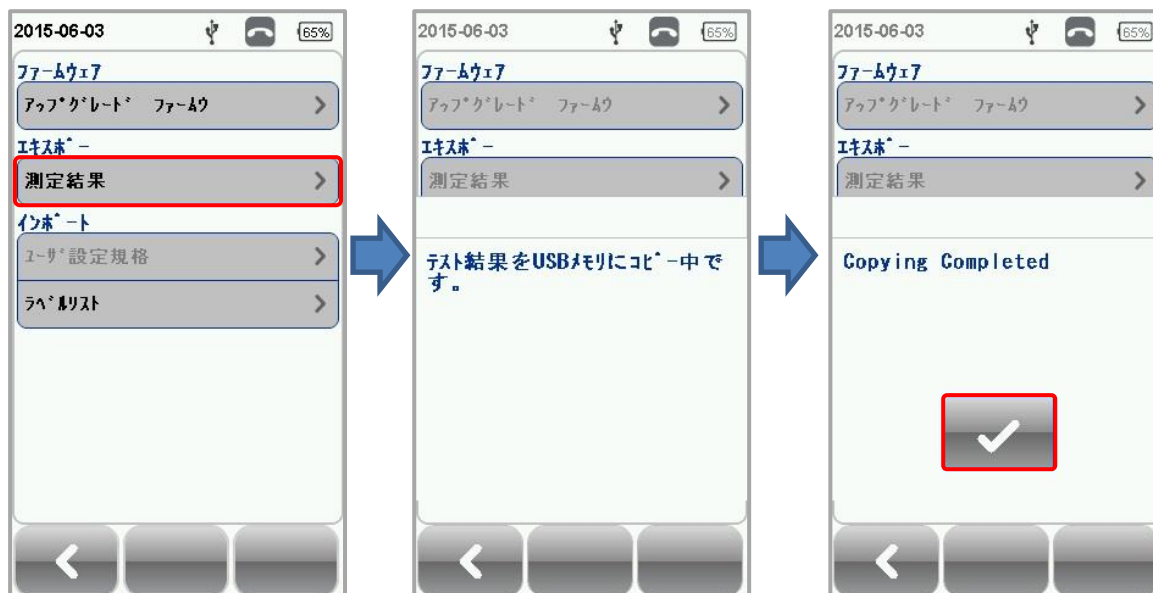 2015-06-03
65%
ﾌｧｰﾑｳｪｱ
ｱｯﾌﾟｸﾞﾚｰﾄﾞ ﾌｧｰﾑｳ
ｴｷｽﾎﾟｰ
測定結果
ｲﾝﾎﾟｰﾄ
ﾕｰｻﾞ設定規格
ﾗﾍﾞﾙﾘｽﾄ
2015-06-03
65%
ﾌｧｰﾑｳｪｱ
ｱｯﾌﾟｸﾞﾚｰﾄﾞ ﾌｧｰﾑｳ
ｴｷｽﾎﾟｰ
測定結果
ﾃｽﾄ結果をUSBﾒﾓﾘにｺﾋﾟｰ中で
す。
2015-06-03
65%
ﾌｧｰﾑｳｪｱ
ｱｯﾌﾟｸﾞﾚｰﾄﾞ ﾌｧｰﾑｳ
ｴｷｽﾎﾟｰ
測定結果
Copying Completed